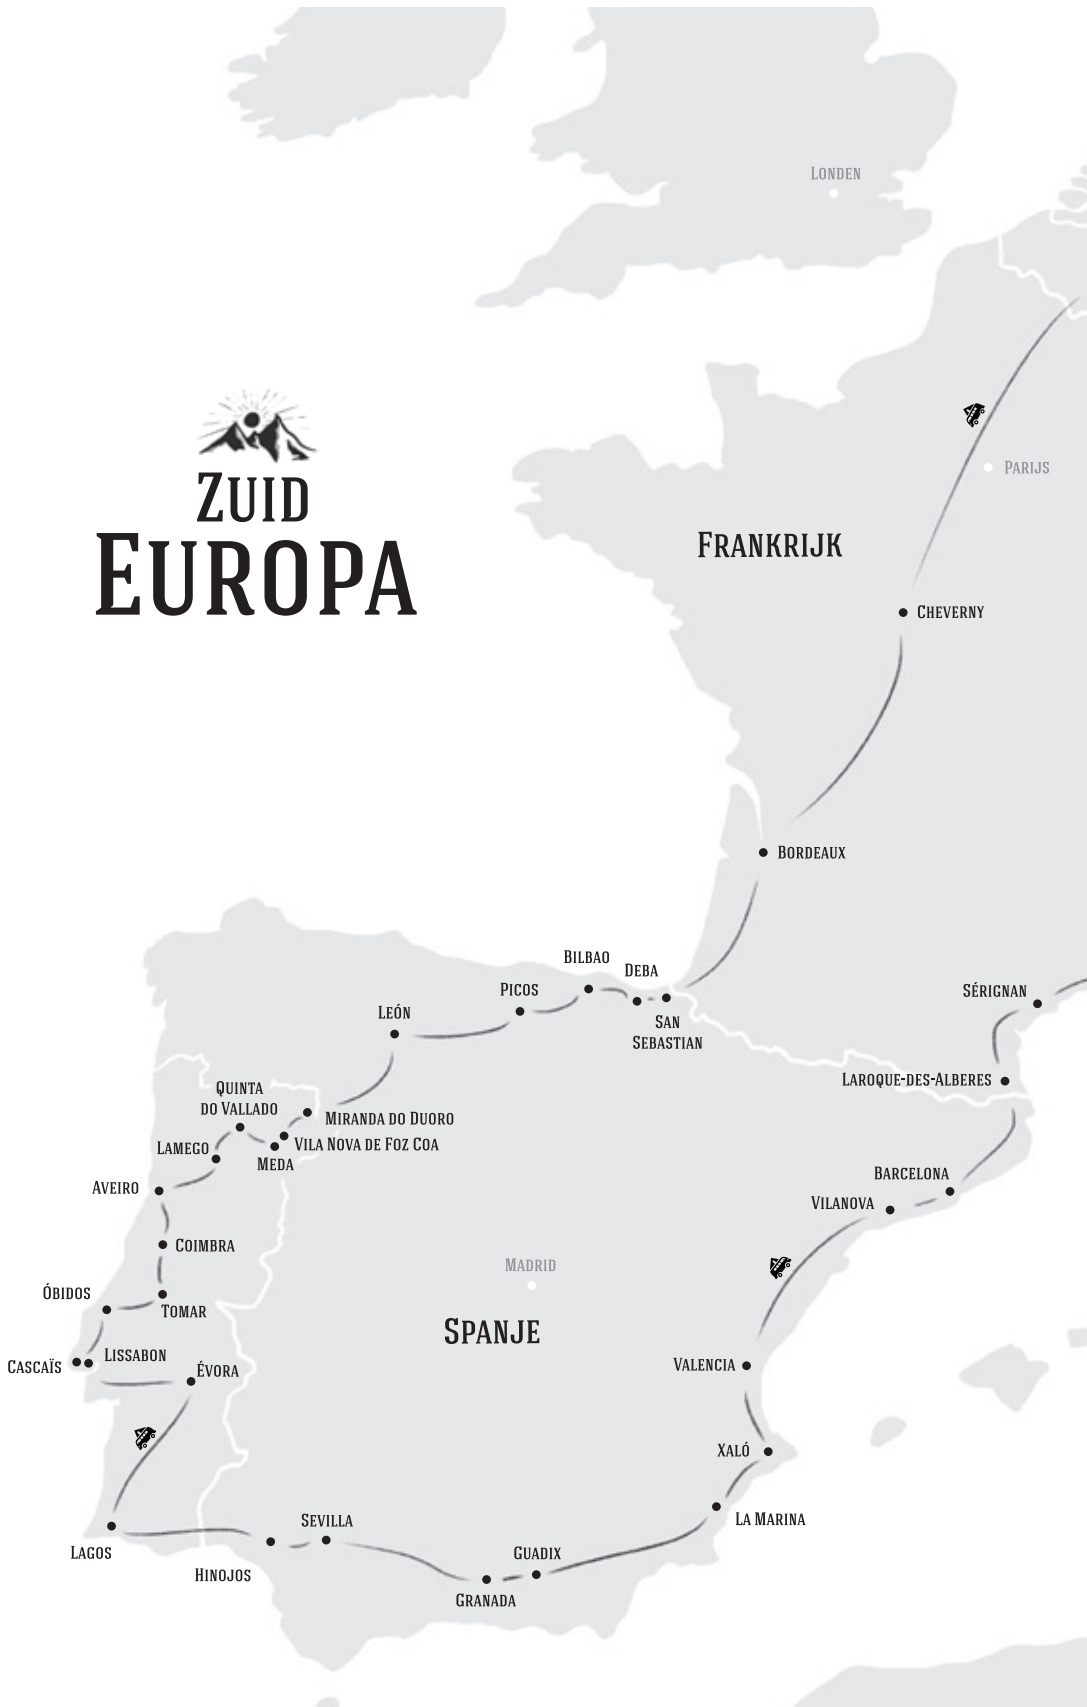 Londen
Zuid
Europa
Parijs
Frankrijk
Cheverny
Bordeaux
Bilbao
Deba
Picos
San
Sebastian
León
Sérignan
Laroque-des-Alberes
Quinta
do Vallado
Miranda do Duoro
Vila Nova de Foz Coa
Lamego
Meda
Aveiro
Barcelona
Vilanova
Coimbra
Madrid
Óbidos
Tomar
Spanje
Lissabon
Cascaïs
Évora
Valencia
Xaló
La Marina
Sevilla
Lagos
Hinojos
Guadix
Granada